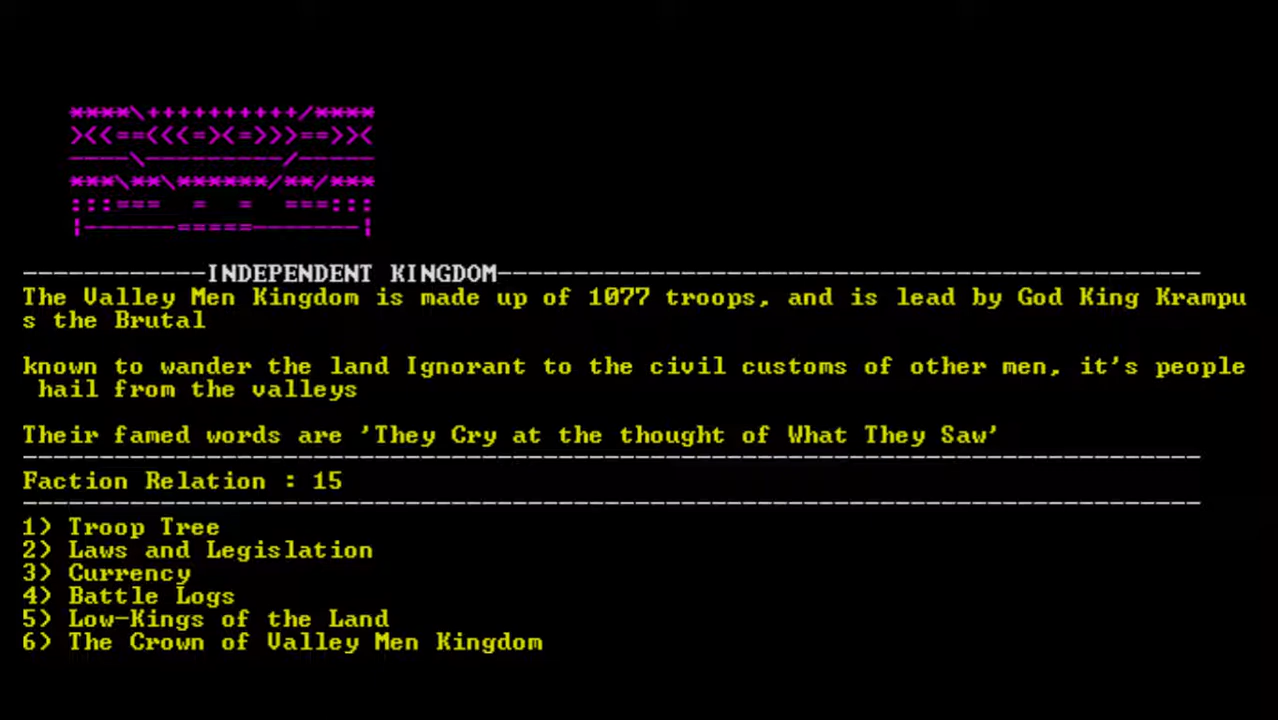 ****\++++++++++/****
><<==<<<=><=>>>==>><
----\---------/-----
***\**\******/**/***
:::===  =  =  ===:::
¦------=====-------¦
------------INDEPENDENT KINGDOM----------------------------------------------
The Valley Men Kingdom is made up of 1077 troops, and is lead by God King Krampu
s the Brutal
known to wander the land Ignorant to the civil customs of other men, it's people
hail from the valleys
Their famed words are 'They Cry at the thought of What They Saw'
-----------------------------------------------------------------------------
Faction Relation : 15
-----------------------------------------------------------------------------
1) Troop Tree
2) Laws and Legislation
3) Currency
4) Battle Logs
5) Low-Kings of the Land
6) The Crown of Valley Men Kingdom